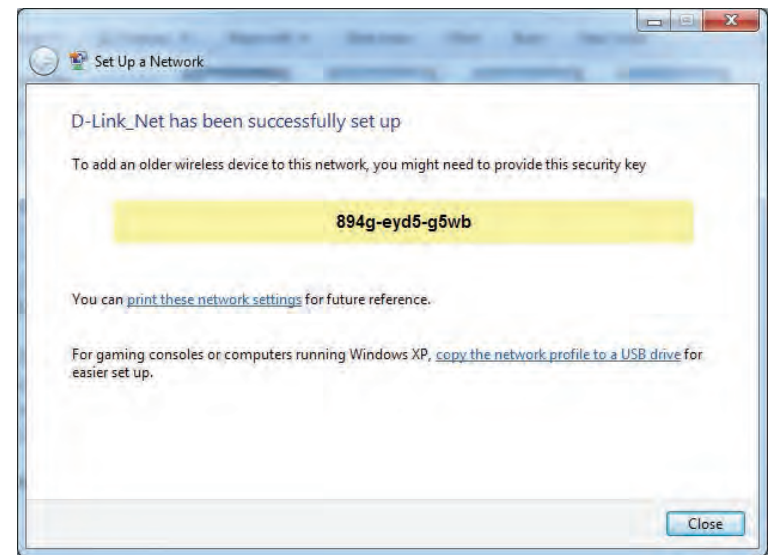 Set Up a Network
D-Link_Net has been successfully set up
To add an older wireless device to this network, you might need to provide this security key
894g-eyd5-g5wb
You can print these network settings for future reference.
For gaming consoles or computers running Windows XP, copy the network profile to a USB drive for
easier set up.
Close